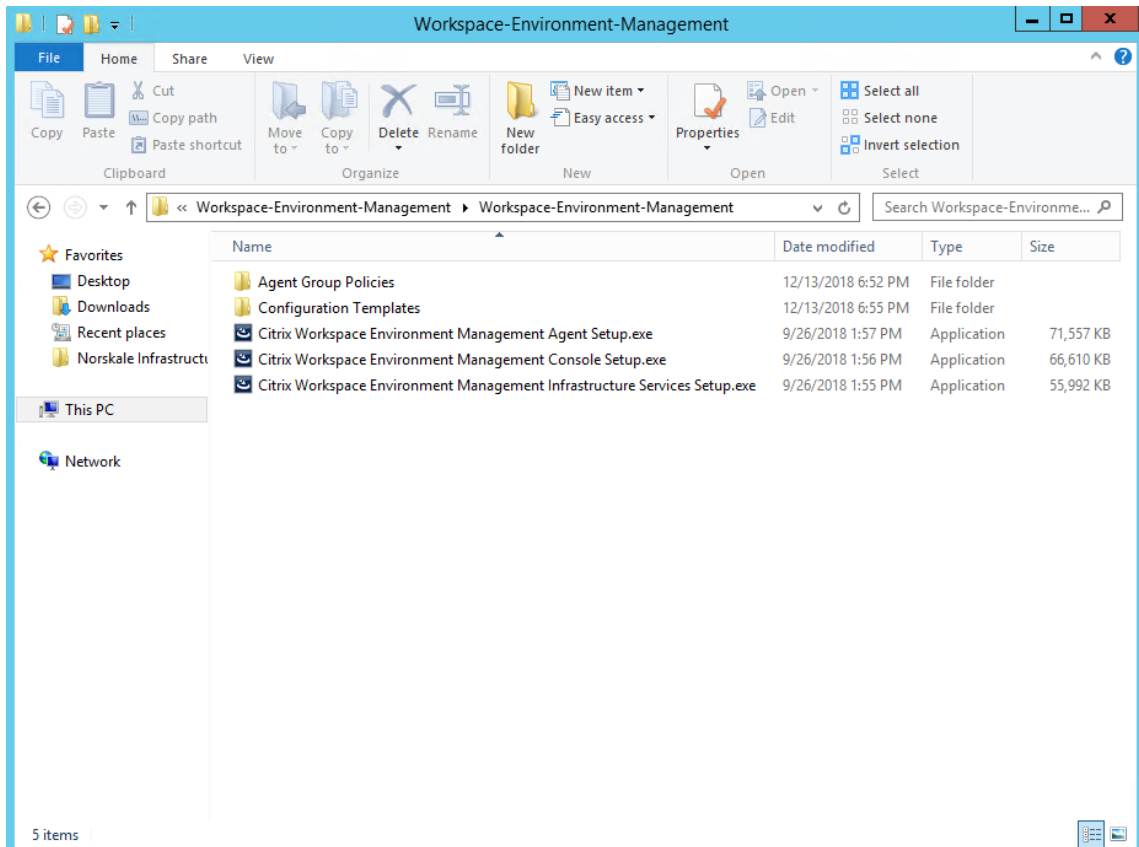 Workspace-Environment-Management
File Home Share View
Copy
Paste
Cut
Copy path
Paste shortcut
Clipboard
Move to
Copy to
Delete
Rename
Organize
New folder
New item
Easy access
New
Properties
Open
Edit
Open
Select all
Select none
Invert selection
Select
« Workspace-Environment-Management Workspace-Environment-Management
Search Workspace-Environme...
Favorites
Desktop
Downloads
Recent places
Norskale Infrastructu
This PC
Network
Name Date modified Type Size
Agent Group Policies 12/13/2018 6:52 PM File folder
Configuration Templates 12/13/2018 6:55 PM File folder
Citrix Workspace Environment Management Agent Setup.exe 9/26/2018 1:57 PM Application 71,557 KB
Citrix Workspace Environment Management Console Setup.exe 9/26/2018 1:56 PM Application 66,610 KB
Citrix Workspace Environment Management Infrastructure Services Setup.exe 9/26/2018 1:55 PM Application 55,992 KB
5 items